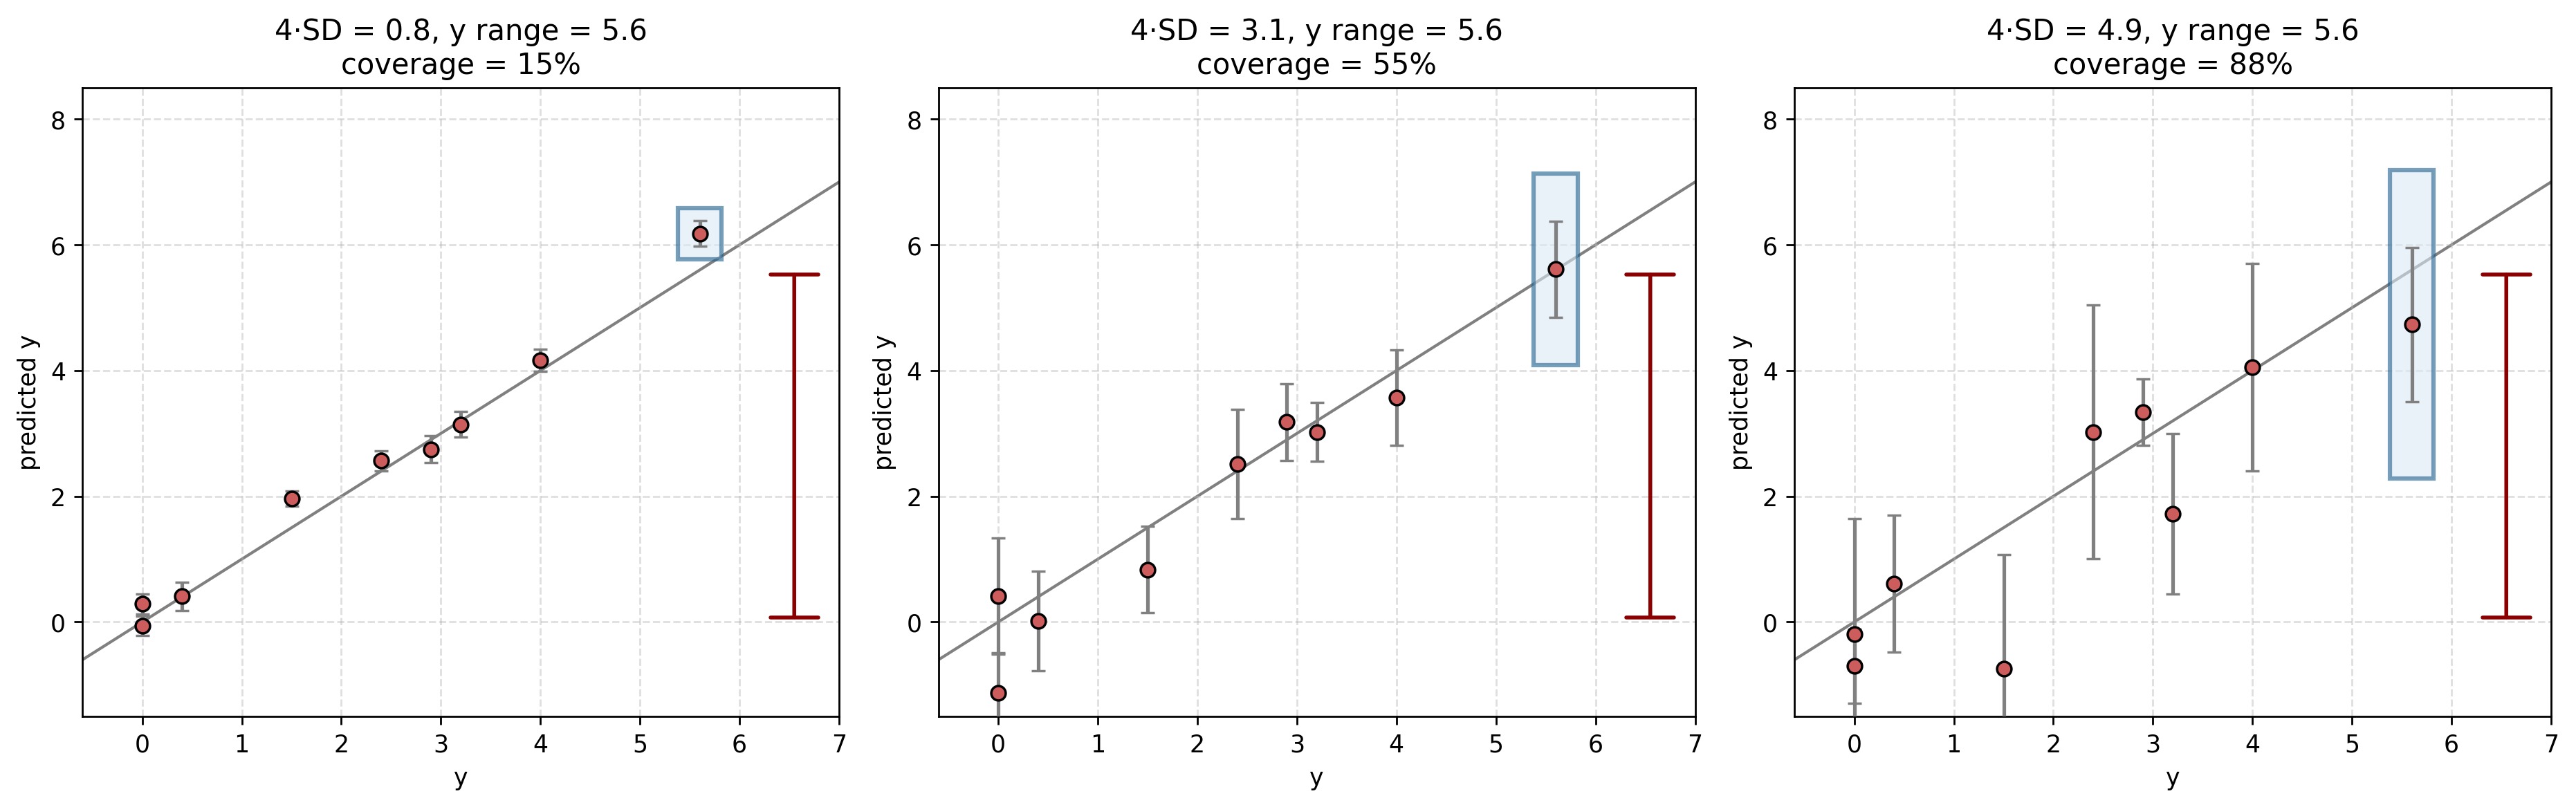 4·SD = 0.8, y range = 5.6
coverage = 15%
8
6
4
2
0
predicted y
0 1 2 3 4 5 6 7
y
4·SD = 3.1, y range = 5.6
coverage = 55%
8
6
4
2
0
predicted y
0 1 2 3 4 5 6 7
y
4·SD = 4.9, y range = 5.6
coverage = 88%
8
6
4
2
0
predicted y
0 1 2 3 4 5 6 7
y